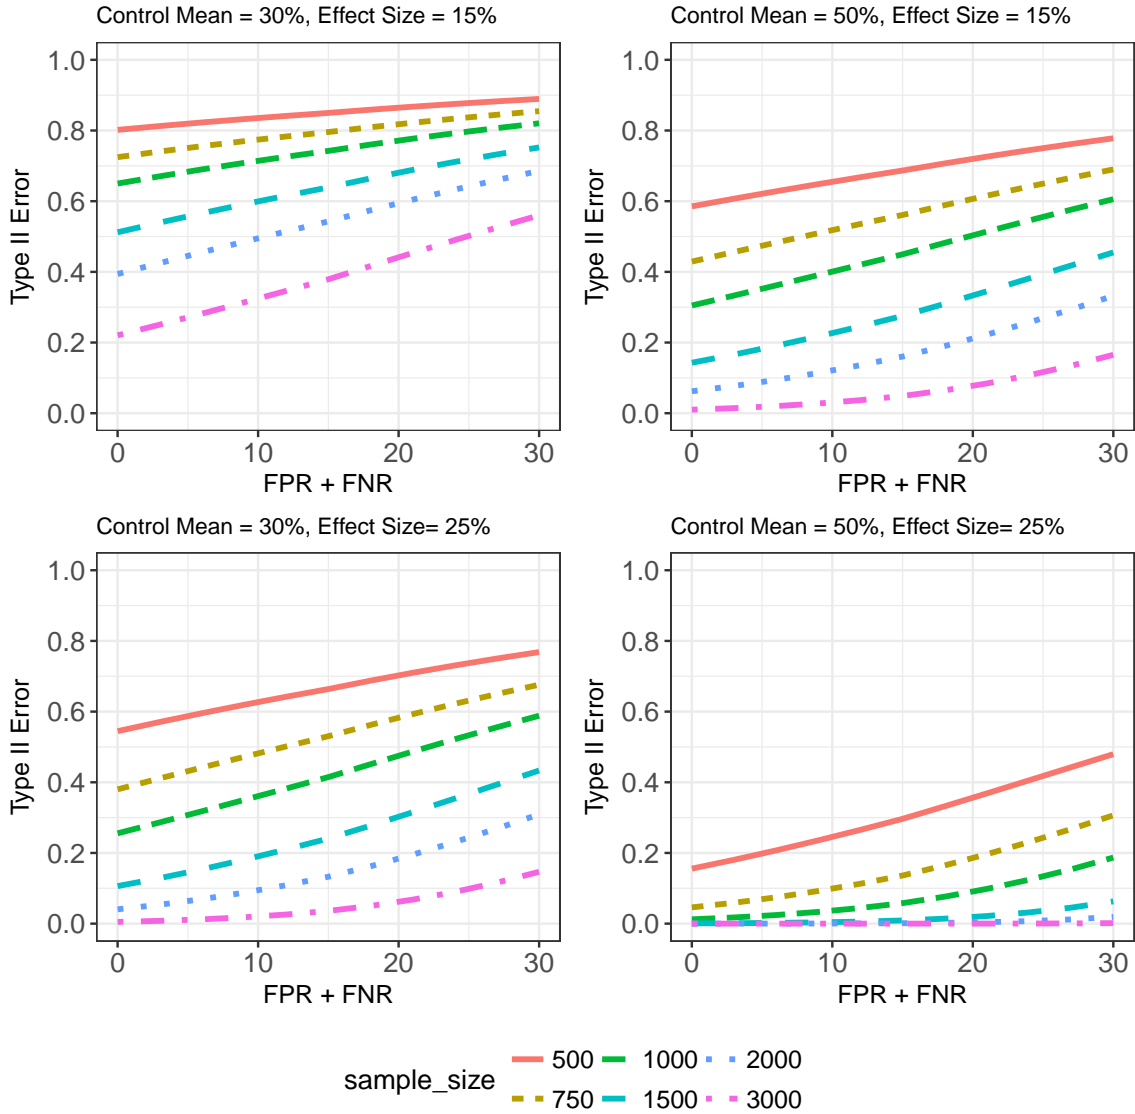 Control Mean = 30%, Effect Size = 15%
1.0
0.8
0.6
0.4
0.2
0.0
Type II Error
0 10 20 30
FPR + FNR
Control Mean = 50%, Effect Size = 15%
1.0
0.8
0.6
0.4
0.2
0.0
Type II Error
0 10 20 30
FPR + FNR
Control Mean = 30%, Effect Size= 25%
1.0
0.8
0.6
0.4
0.2
0.0
Type II Error
0 10 20 30
FPR + FNR
Control Mean = 50%, Effect Size= 25%
1.0
0.8
0.6
0.4
0.2
0.0
Type II Error
0 10 20 30
FPR + FNR
sample_size
500 1000 2000
750 1500 3000